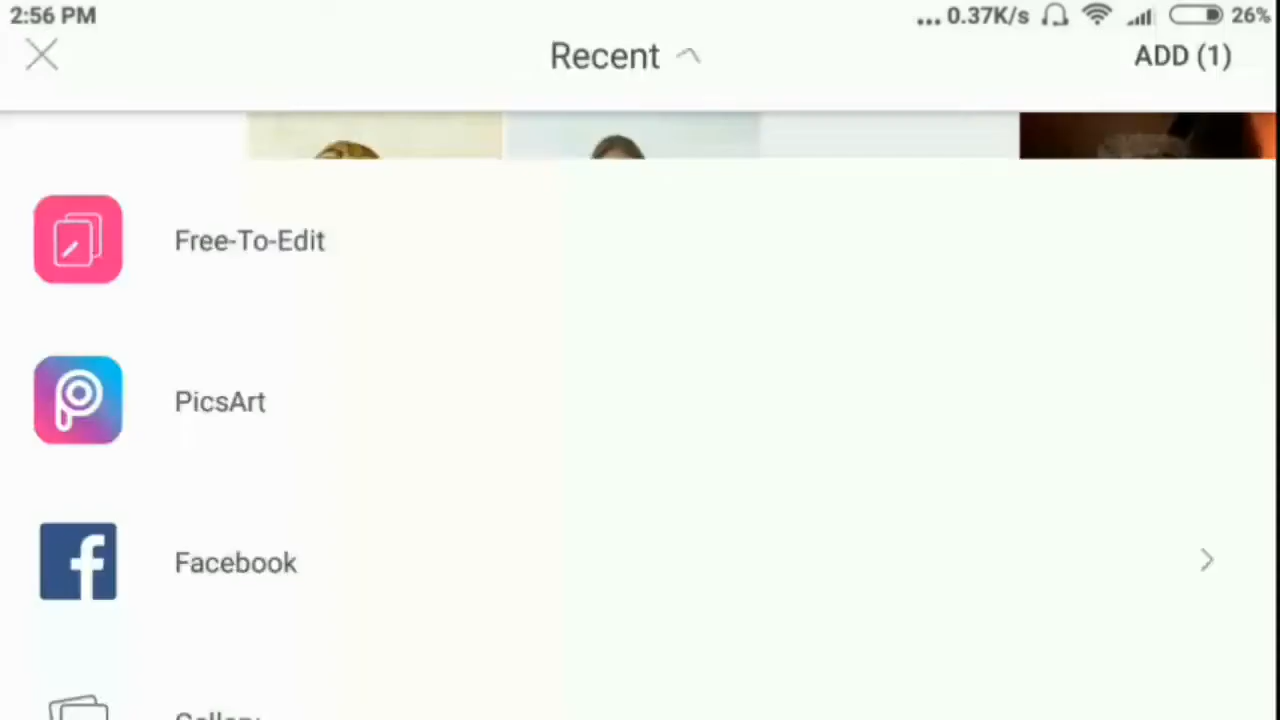 2:56 PM ... 0.37K/s 26%
Recent ADD (1)
Free-To-Edit
PicsArt
Facebook